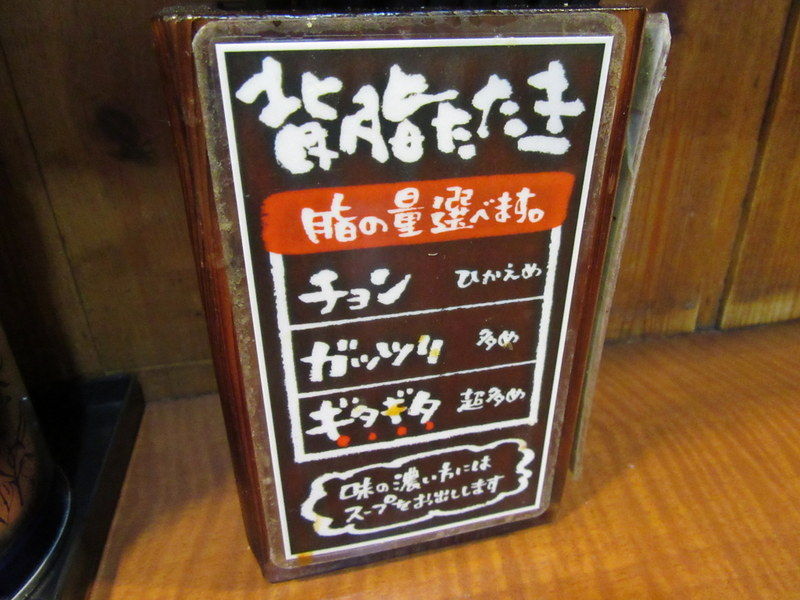 背脂たたき
脂の量選べます。
チョン ひかえめ
ガッツリ 多め
ギタギタ 超多め
味の濃い方には
スープをお出しします